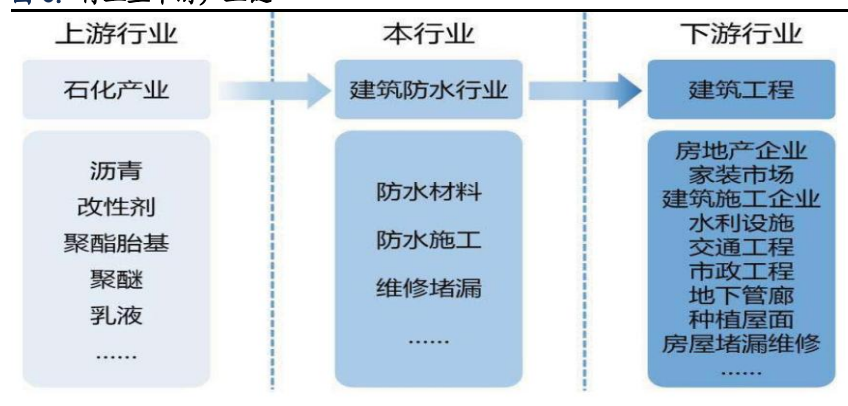 上游行业
本行业
下游行业
石化产业
建筑防水行业
建筑工程
沥青
改性剂
聚酯胎基
聚醚
乳液
……
防水材料
防水施工
维修堵漏
……
房地产企业
家装市场
建筑施工企业
水利设施
交通工程
市政工程
地下管廊
种植屋面
房屋堵漏维修
……